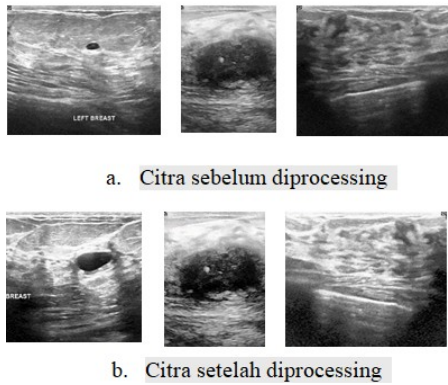 LEFT BREAST
a. Citra sebelum diprocessing
BREAST
b. Citra setelah diprocessing